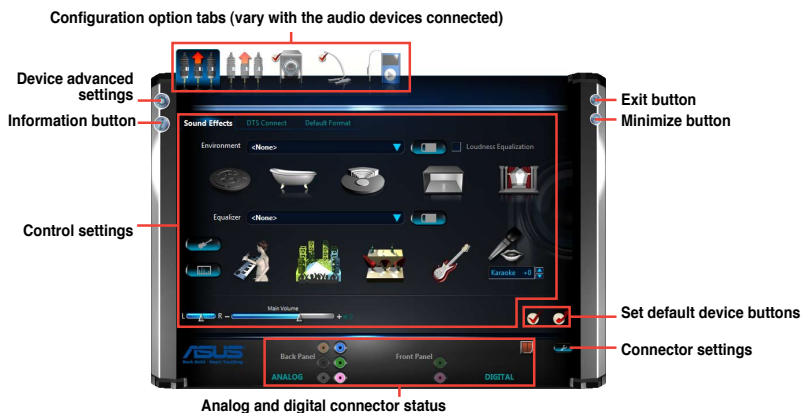 Configuration option tabs (vary with the audio devices connected)
Device advanced
settings
Information button
Exit button
Minimize button
Sound Effects DTS Connect Default Format
Environment <None> Loudness Equalization
Equalizer <None>
Control settings
Karaoke +0
Main Volume
L R - +
Set default device buttons
Connector settings
ASUS
Back Panel Front Panel
ANALOG DIGITAL
Analog and digital connector status